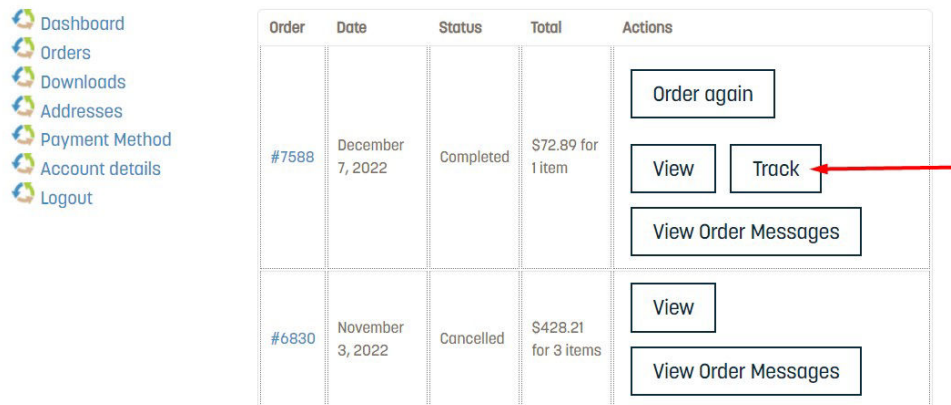 Dashboard
Orders
Downloads
Addresses
Payment Method
Account details
Logout
Order Date Status Total Actions
#7588
December
7, 2022
Completed
$72.89 for
1 item
Order again
View Track
View Order Messages
#6830
November
3, 2022
Cancelled
$428.21
for 3 items
View
View Order Messages